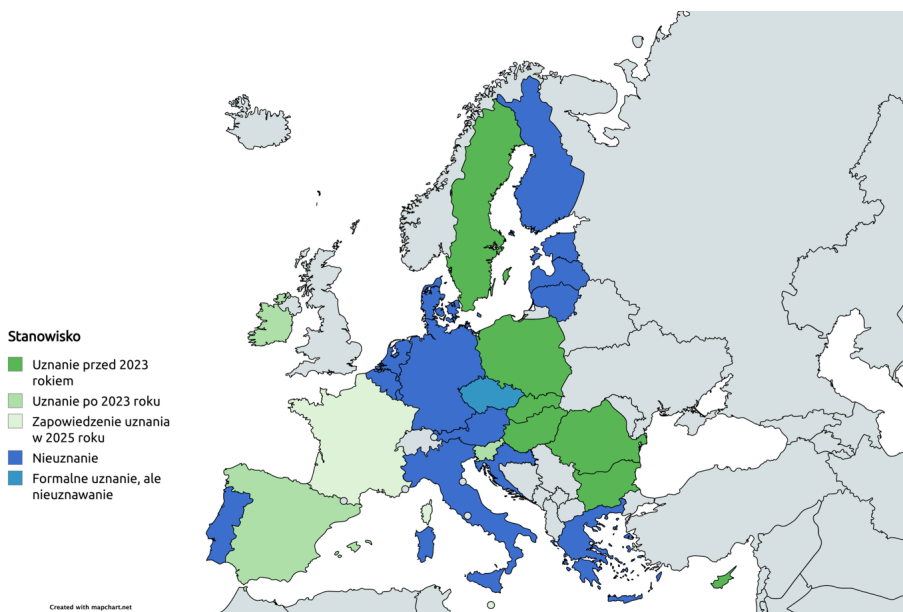 Stanowisko
Uznanie przed 2023
rokiem
Uznanie po 2023 roku
Zapowiedzenie uznania
w 2025 roku
Nieuznanie
Formalne uznanie, ale
nieuznawanie
Created with mapchart.net